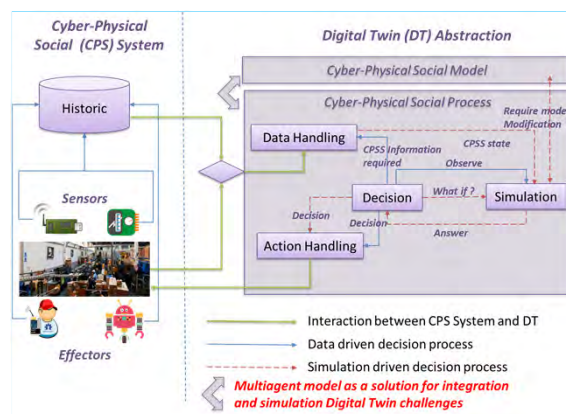 Cyber-Physical
Social (CPS) System
Digital Twin (DT) Abstraction
Cyber-Physical Social Model
Cyber-Physical Social Process
Historic
Require mode
Modification
Data Handling
CPSS Information
required
CPSS state
Observe
Sensors
Decision
What if ?
Simulation
Decision
Decision
Answer
Action Handling
Effectors
Interaction between CPS System and DT
Data driven decision process
Simulation driven decision process
Multiagent model as a solution for integration
and simulation Digital Twin challenges